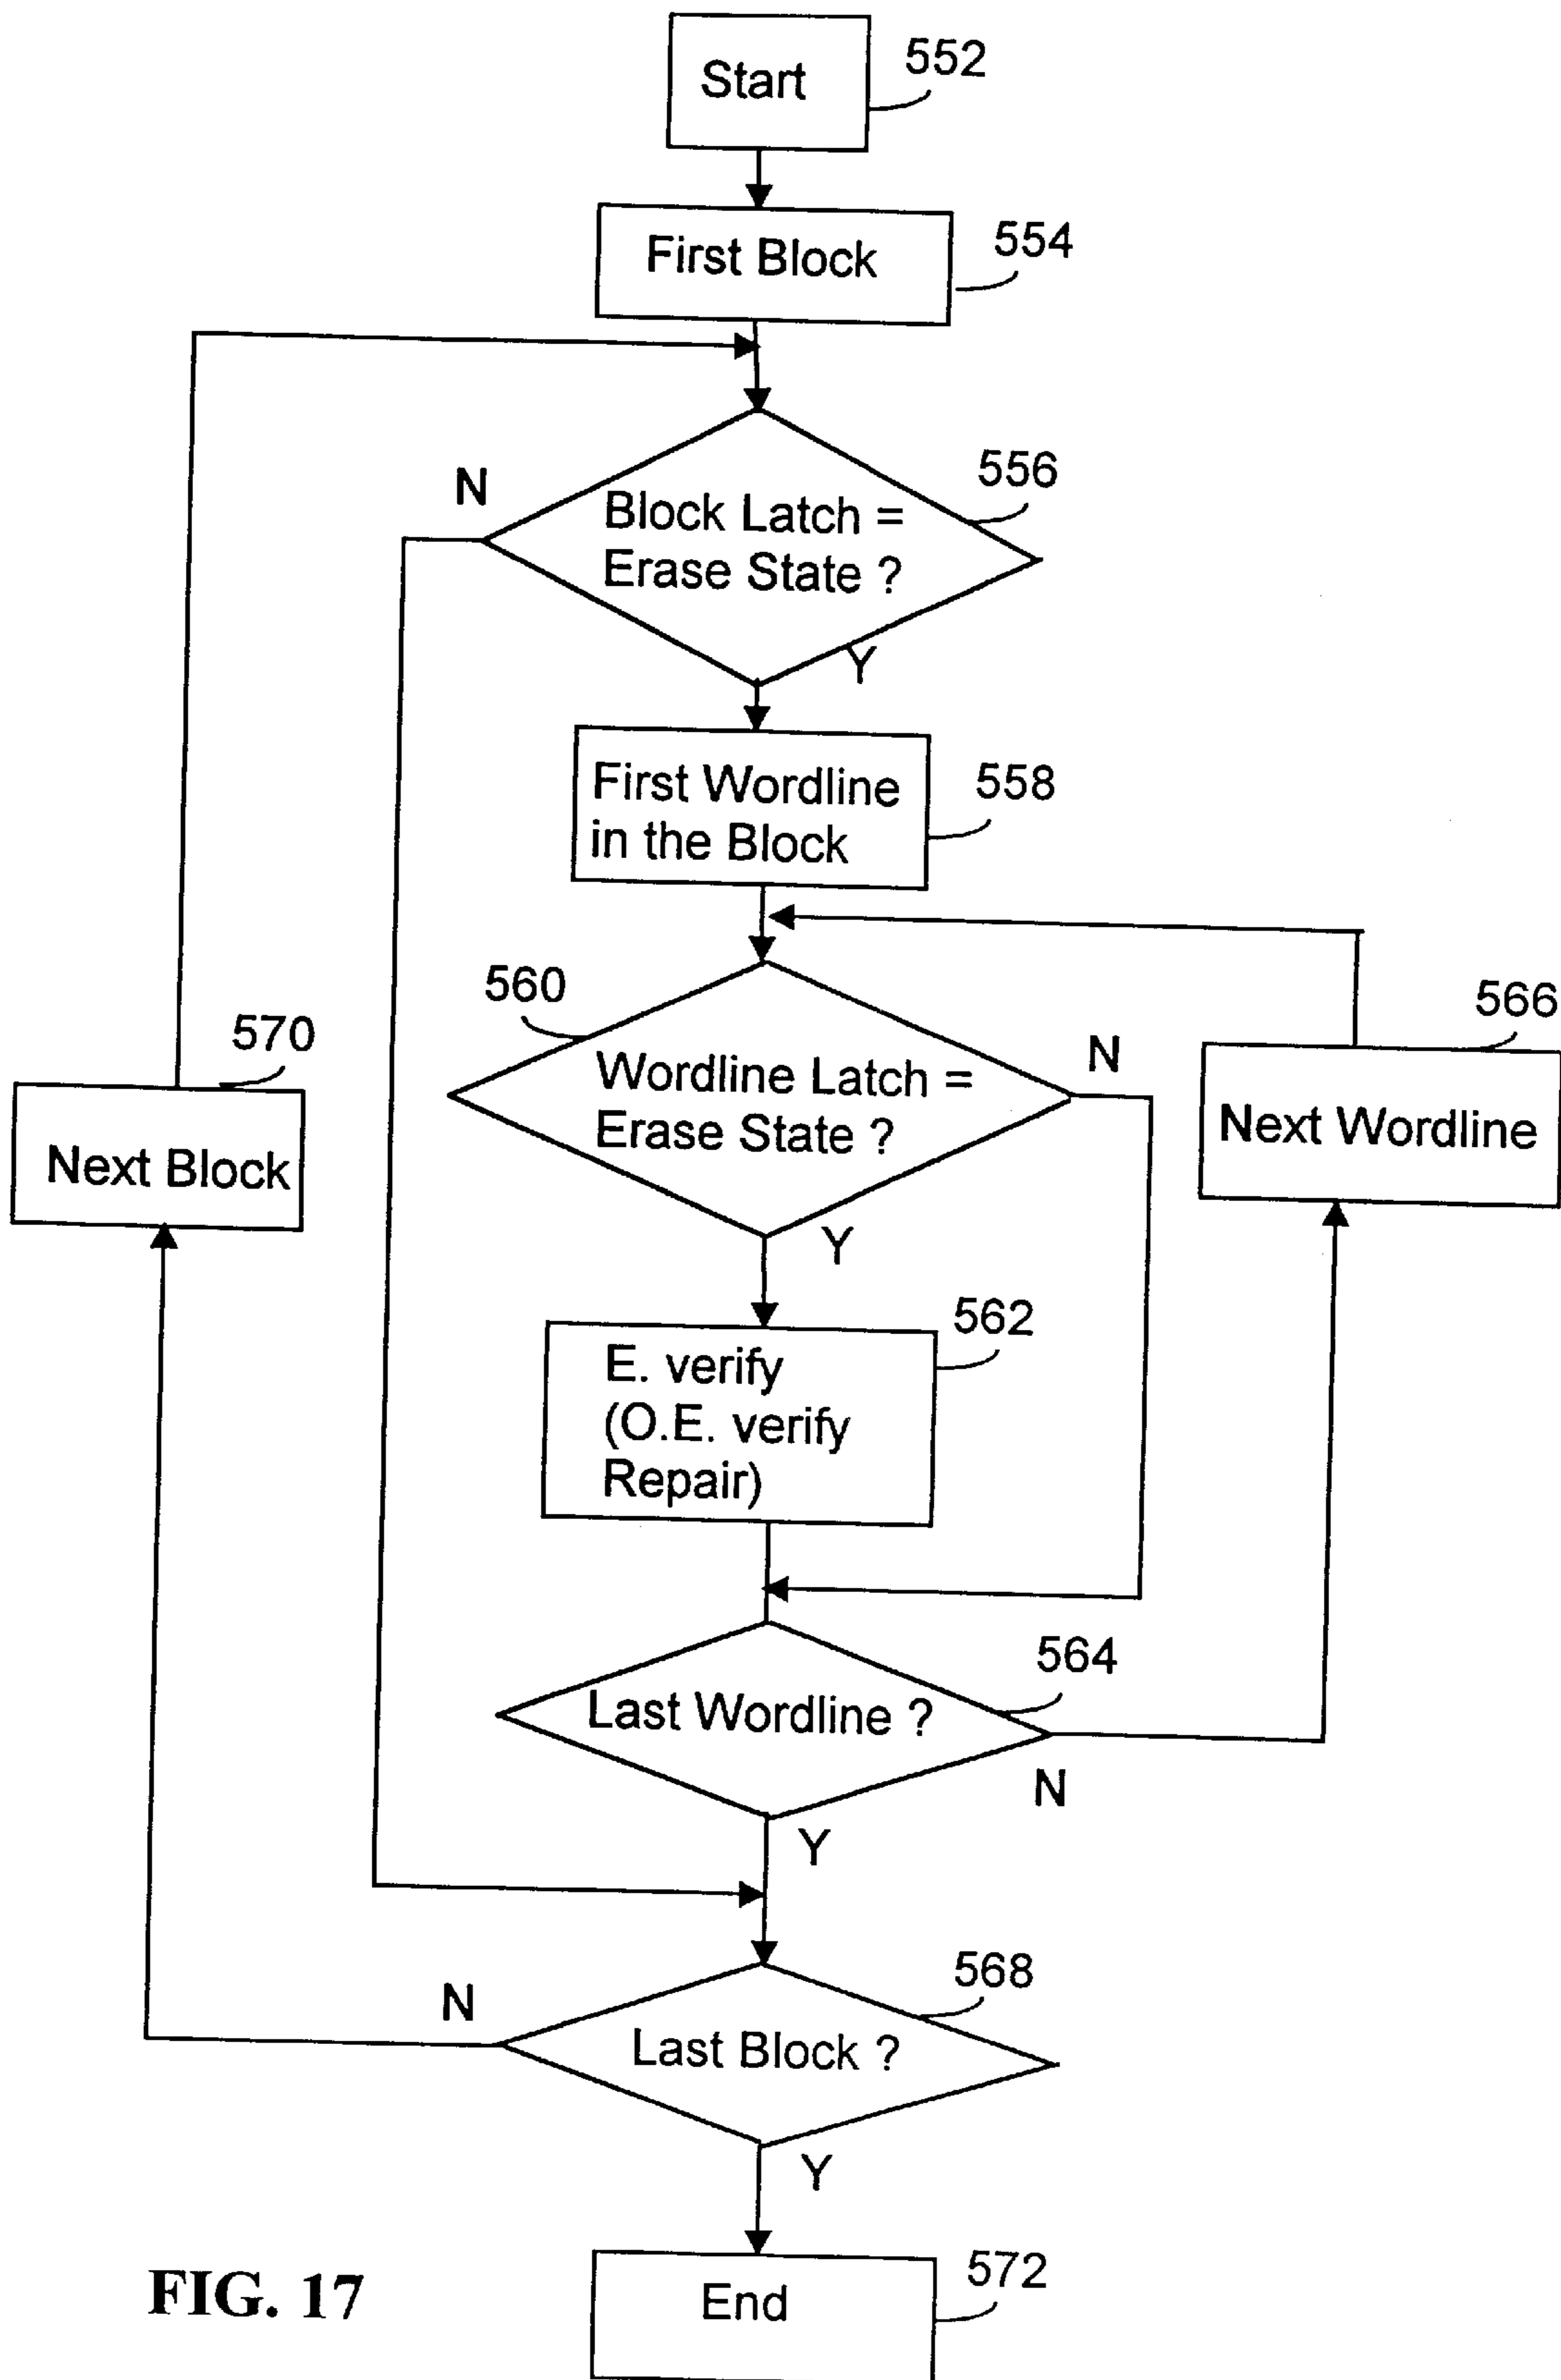 Start
552
First Block
554
N
556
Block Latch =
Erase State ?
Y
First Wordline
in the Block
558
560
Wordline Latch =
Erase State ?
N
566
Next Wordline
570
Next Block
Y
562
E. verify
(O.E. verify
Repair)
564
Last Wordline ?
N
Y
568
N
Last Block ?
Y
572
End
FIG. 17